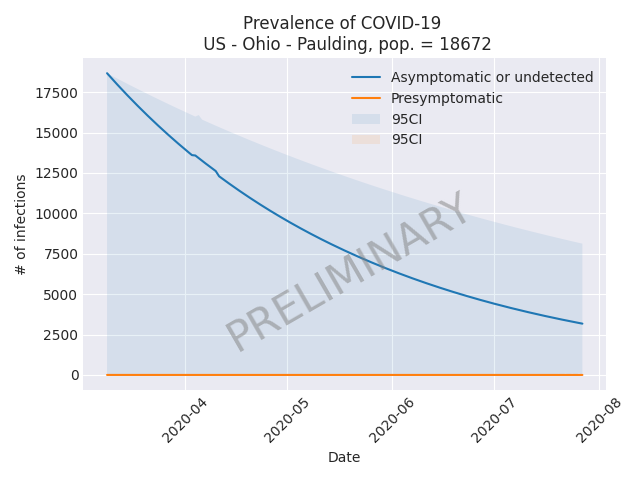 Prevalence of COVID-19
US - Ohio - Paulding, pop. = 18672
Asymptomatic or undetected
Presymptomatic
95CI
95CI
17500
15000
12500
10000
7500
5000
2500
0
# of infections
PRELIMINARY
2020-04
2020-05
2020-06
2020-07
2020-08
Date